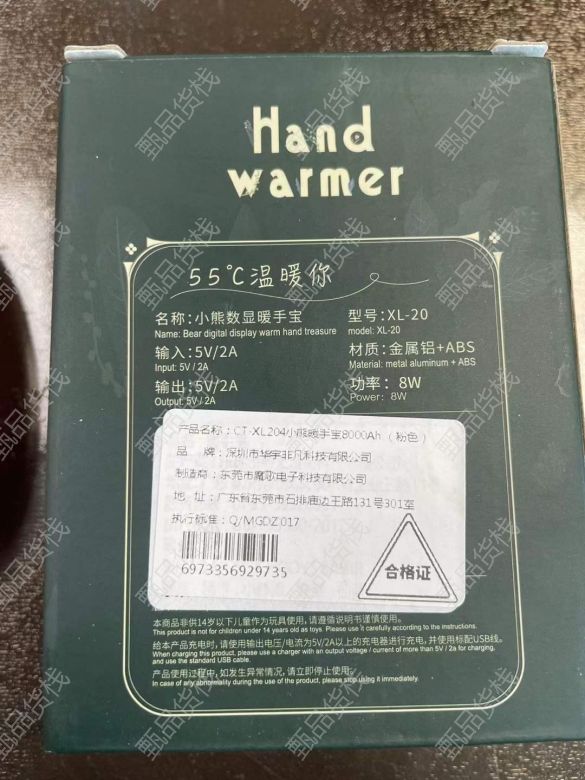 Hand
warmer
55℃温暖你
名称:小熊数显暖手宝
Name: Bear digital display warm hand treasure
型号:XL-20
model: XL-20
输入:5V/2A
Input: 5V / 2A
材质:金属铝+ABS
Material: metal aluminum + ABS
输出:5V/2A
Output: 5V / 2A
功率: 8W
Power: 8W
产品名称:CT-XL204小熊暖手宝8000Ah(粉色)
品 牌:深圳市华宇非凡科技有限公司
制造商:东莞市魔歌电子科技有限公司
地 址:广东省东莞市石排庙边王路131号301室
执行标准:Q/MGDZ 017
6973356929735
合格证
本商品非供14岁以下儿童作为玩具使用,请遵指说明书谨慎使用。
This product is not for children under 14 years old as toys. Please use it carefully according to the instructions.
给本产品充电时,请使用输出电压/电流为5V/2A以上的充电器进行充电,并使用标配USB线。
When charging this product, please use a charger with an output voltage / current of more than 5V / 2a for charging,
and use the standard USB cable.
产品使用过程中,如发生异常情况,请立即停止使用。
In case of any abnormality during the use of the product, please stop using it immediately.
甄品货栈